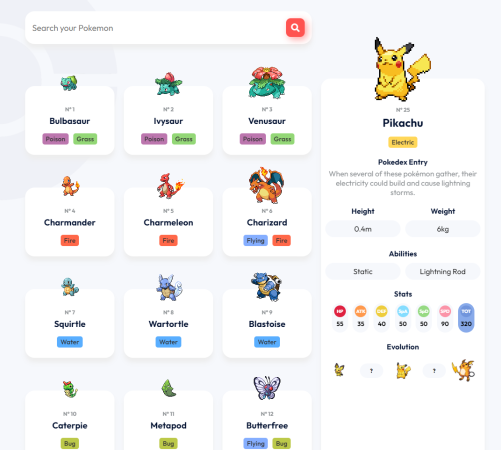 Search your Pokemon
N° 1
Bulbasaur
Poison Grass
N° 2
Ivysaur
Poison Grass
N° 3
Venusaur
Poison Grass
N° 4
Charmander
Fire
N° 5
Charmeleon
Fire
N° 6
Charizard
Flying Fire
N° 7
Squirtle
Water
N° 8
Wartortle
Water
N° 9
Blastoise
Water
N° 10
Caterpie
Bug
N° 11
Metapod
Bug
N° 12
Butterfree
Flying Bug
N° 25
Pikachu
Electric
Pokedex Entry
When several of these pokémon gather, their
electricity could build and cause lightning
storms.
Height Weight
0.4m 6kg
Abilities
Static Lightning Rod
Stats
HP ATK DEF SpA SpD SPD TOT
55 35 40 50 50 90 320
Evolution
? ?